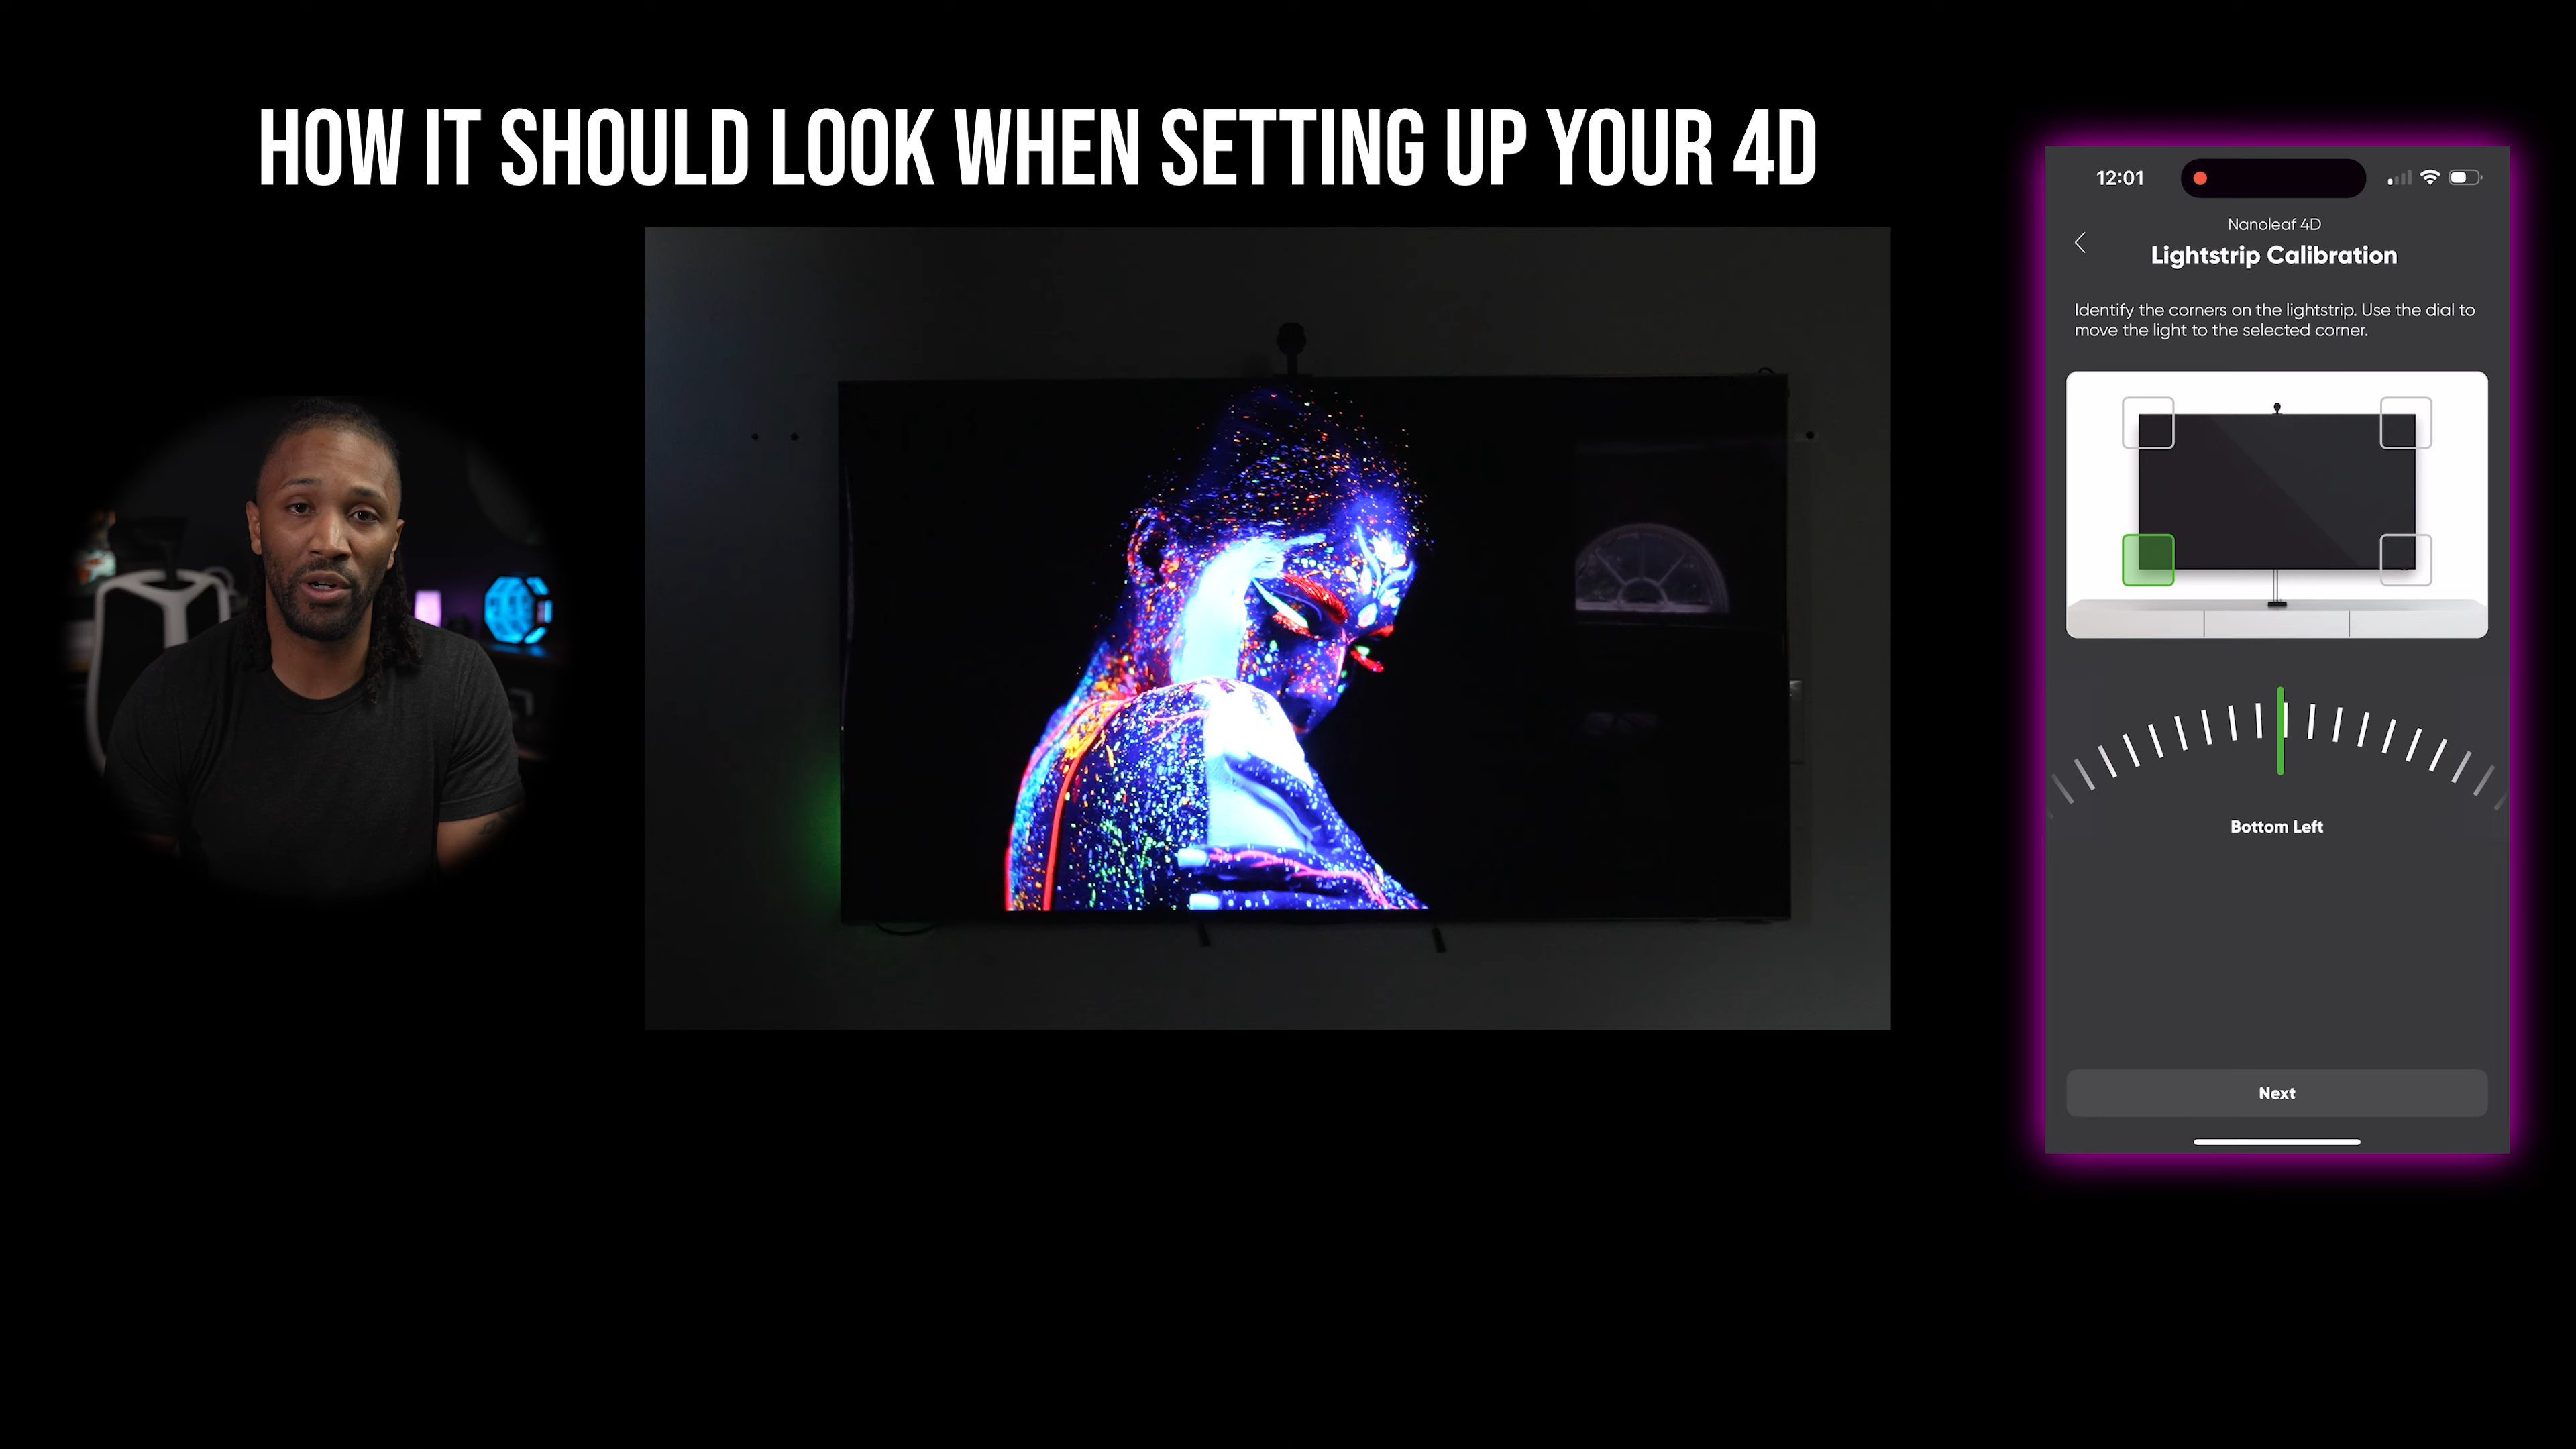 HOW IT SHOULD LOOK WHEN SETTING UP YOUR 4D
12:01
Nanoleaf 4D
Lightstrip Calibration
Identify the corners on the lightstrip. Use the dial to
move the light to the selected corner.
Bottom Left
Next